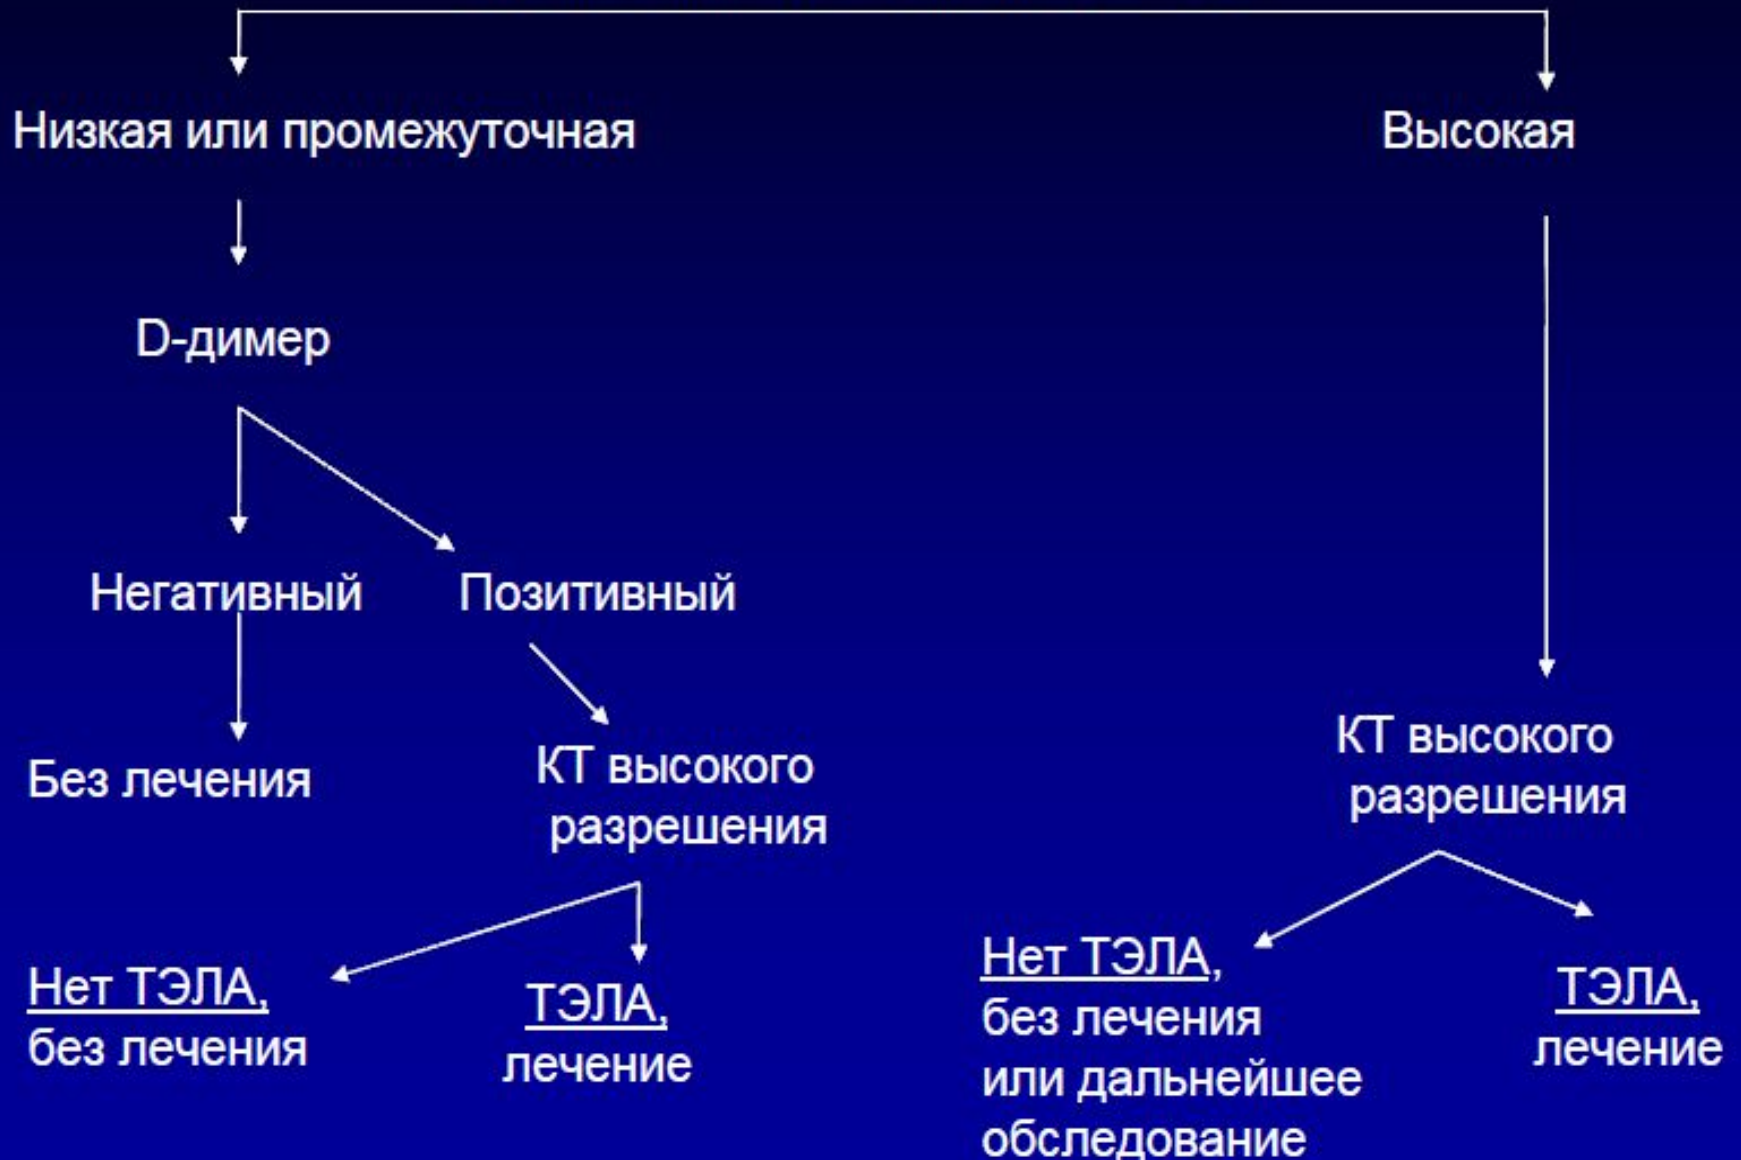 Низкая или промежуточная
Высокая
D-димер
Негативный
Позитивный
Без лечения
КТ высокого
разрешения
КТ высокого
разрешения
Нет ТЭЛА,
без лечения
ТЭЛА,
лечение
Нет ТЭЛА,
без лечения
или дальнейшее
обследование
ТЭЛА,
лечение